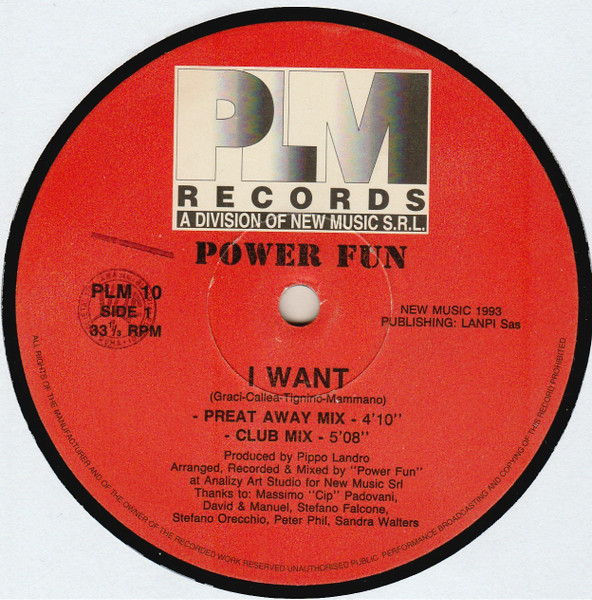 PLM
RECORDS
A DIVISION OF NEW MUSIC S.R.L.
POWER FUN
PLM 10
SIDE 1
33 1/3 RPM
NEW MUSIC 1993
PUBLISHING: LANPI Sas
I WANT
(Graci-Callea-Tignino-Mammano)
- PREAT AWAY MIX - 4'10"
- CLUB MIX - 5'08"
Produced by Pippo Landro
Arranged, Recorded & Mixed by "Power Fun"
at Analizy Art Studio for New Music Srl
Thanks to: Massimo "Cip" Padovani,
David & Manuel, Stefano Falcone,
Stefano Orecchio, Peter Phil, Sandra Walters
ALL RIGHTS OF THE MANUFACTURER AND OF THE OWNER OF THE RECORDED WORK RESERVED UNAUTHORISED PUBLIC PERFORMANCE BROADCASTING AND COPYING OF TH'S RECORD PROHIBITED